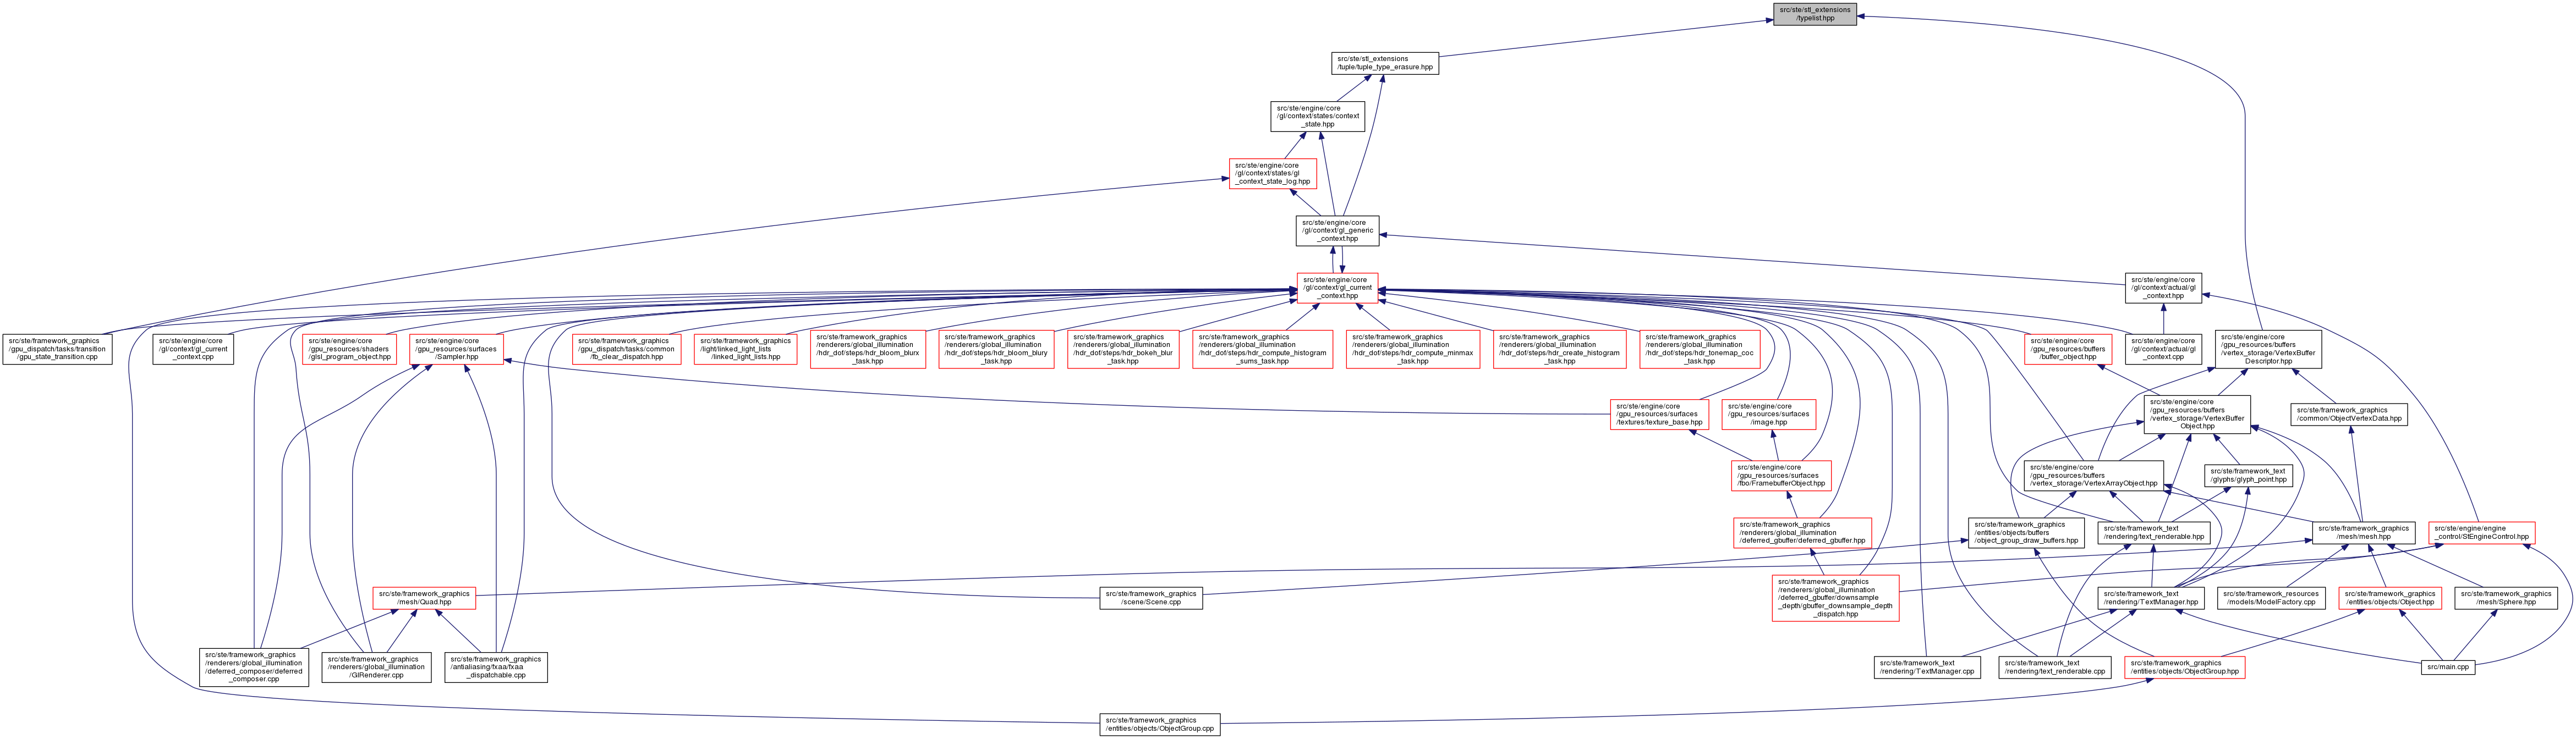 src/ste/stl_extensions
/typelist.hpp
src/ste/stl_extensions
/tuple/tuple_type_erasure.hpp
src/ste/engine/core
/gl/context/states/context
_state.hpp
src/ste/engine/core
/gl/context/states/gl
_context_state_log.hpp
src/ste/engine/core
/gl/context/gl_generic
_context.hpp
src/ste/engine/core
/gl/context/gl_current
_context.hpp
src/ste/engine/core
/gl/context/actual/gl
_context.hpp
src/ste/framework_graphics
/gpu_dispatch/tasks/transition
/gpu_state_transition.cpp
src/ste/engine/core
/gl/context/gl_current
_context.cpp
src/ste/engine/core
/gpu_resources/shaders
/glsl_program_object.hpp
src/ste/engine/core
/gpu_resources/surfaces
/Sampler.hpp
src/ste/framework_graphics
/gpu_dispatch/tasks/common
/fb_clear_dispatch.hpp
src/ste/framework_graphics
/light/linked_light_lists
/linked_light_lists.hpp
src/ste/framework_graphics
/renderers/global_illumination
/hdr_dof/steps/hdr_bloom_blurx
_task.hpp
src/ste/framework_graphics
/renderers/global_illumination
/hdr_dof/steps/hdr_bloom_blury
_task.hpp
src/ste/framework_graphics
/renderers/global_illumination
/hdr_dof/steps/hdr_bokeh_blur
_task.hpp
src/ste/framework_graphics
/renderers/global_illumination
/hdr_dof/steps/hdr_compute_histogram
_sums_task.hpp
src/ste/framework_graphics
/renderers/global_illumination
/hdr_dof/steps/hdr_compute_minmax
_task.hpp
src/ste/framework_graphics
/renderers/global_illumination
/hdr_dof/steps/hdr_create_histogram
_task.hpp
src/ste/framework_graphics
/renderers/global_illumination
/hdr_dof/steps/hdr_tonemap_coc
_task.hpp
src/ste/engine/core
/gpu_resources/buffers
/buffer_object.hpp
src/ste/engine/core
/gl/context/actual/gl
_context.cpp
src/ste/engine/core
/gpu_resources/buffers
/vertex_storage/VertexBuffer
Descriptor.hpp
src/ste/engine/core
/gpu_resources/surfaces
/textures/texture_base.hpp
src/ste/engine/core
/gpu_resources/surfaces
/image.hpp
src/ste/engine/core
/gpu_resources/buffers
/vertex_storage/VertexBuffer
Object.hpp
src/ste/framework_graphics
/common/ObjectVertexData.hpp
src/ste/engine/core
/gpu_resources/surfaces
/fbo/FramebufferObject.hpp
src/ste/engine/core
/gpu_resources/buffers
/vertex_storage/VertexArrayObject.hpp
src/ste/framework_text
/glyphs/glyph_point.hpp
src/ste/framework_graphics
/renderers/global_illumination
/deferred_gbuffer/deferred_gbuffer.hpp
src/ste/framework_graphics
/entities/objects/buffers
/object_group_draw_buffers.hpp
src/ste/framework_text
/rendering/text_renderable.hpp
src/ste/framework_graphics
/mesh/mesh.hpp
src/ste/engine/engine
_control/StEngineControl.hpp
src/ste/framework_graphics
/mesh/Quad.hpp
src/ste/framework_graphics
/scene/Scene.cpp
src/ste/framework_graphics
/renderers/global_illumination
/deferred_gbuffer/downsample
_depth/gbuffer_downsample_depth
_dispatch.hpp
src/ste/framework_text
/rendering/TextManager.hpp
src/ste/framework_resources
/models/ModelFactory.cpp
src/ste/framework_graphics
/entities/objects/Object.hpp
src/ste/framework_graphics
/mesh/Sphere.hpp
src/ste/framework_graphics
/renderers/global_illumination
/deferred_composer/deferred
_composer.cpp
src/ste/framework_graphics
/renderers/global_illumination
/GIRenderer.cpp
src/ste/framework_graphics
/antialiasing/fxaa/fxaa
_dispatchable.cpp
src/ste/framework_text
/rendering/TextManager.cpp
src/ste/framework_text
/rendering/text_renderable.cpp
src/ste/framework_graphics
/entities/objects/ObjectGroup.hpp
src/main.cpp
src/ste/framework_graphics
/entities/objects/ObjectGroup.cpp